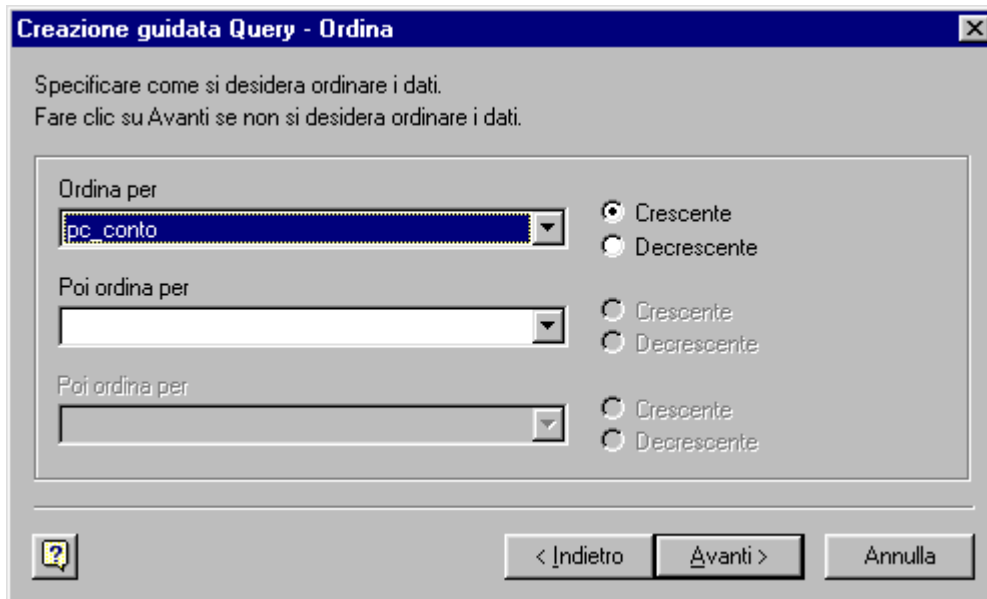 Creazione guidata Query - Ordina
Specificare come si desidera ordinare i dati.
Fare clic su Avanti se non si desidera ordinare i dati.
Ordina per
pc_conto
Crescente
Decrescente
Poi ordina per
Crescente
Decrescente
Poi ordina per
Crescente
Decrescente
? < Indietro Avanti > Annulla